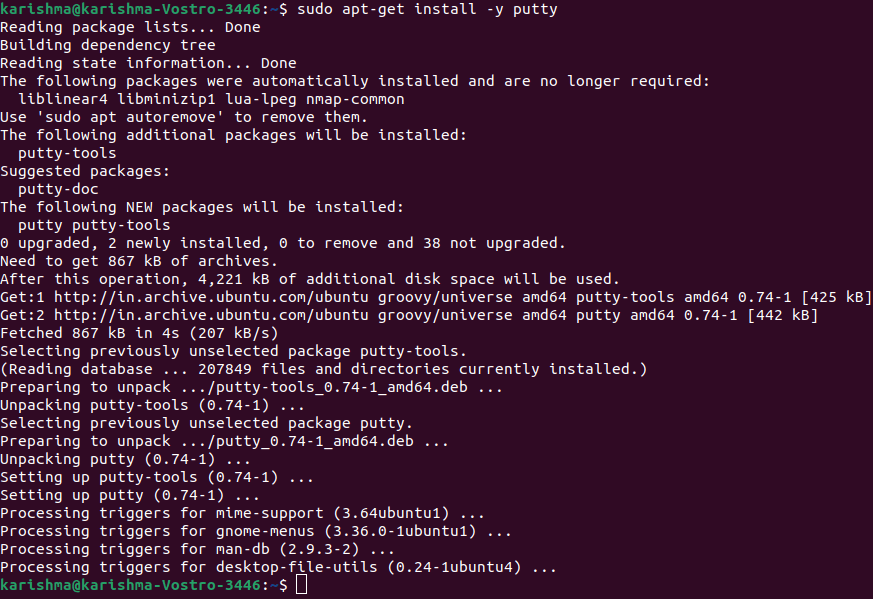 karishma@karishma-Vostro-3446:~$ sudo apt-get install -y putty
Reading package lists... Done
Building dependency tree
Reading state information... Done
The following packages were automatically installed and are no longer required:
  liblinear4 libminizip1 lua-lpeg nmap-common
Use 'sudo apt autoremove' to remove them.
The following additional packages will be installed:
  putty-tools
Suggested packages:
  putty-doc
The following NEW packages will be installed:
  putty putty-tools
0 upgraded, 2 newly installed, 0 to remove and 38 not upgraded.
Need to get 867 kB of archives.
After this operation, 4,221 kB of additional disk space will be used.
Get:1 http://in.archive.ubuntu.com/ubuntu groovy/universe amd64 putty-tools amd64 0.74-1 [425 kB]
Get:2 http://in.archive.ubuntu.com/ubuntu groovy/universe amd64 putty amd64 0.74-1 [442 kB]
Fetched 867 kB in 4s (207 kB/s)
Selecting previously unselected package putty-tools.
(Reading database ... 207849 files and directories currently installed.)
Preparing to unpack .../putty-tools_0.74-1_amd64.deb ...
Unpacking putty-tools (0.74-1) ...
Selecting previously unselected package putty.
Preparing to unpack .../putty_0.74-1_amd64.deb ...
Unpacking putty (0.74-1) ...
Setting up putty-tools (0.74-1) ...
Setting up putty (0.74-1) ...
Processing triggers for mime-support (3.64ubuntu1) ...
Processing triggers for gnome-menus (3.36.0-1ubuntu1) ...
Processing triggers for man-db (2.9.3-2) ...
Processing triggers for desktop-file-utils (0.24-1ubuntu4) ...
karishma@karishma-Vostro-3446:~$